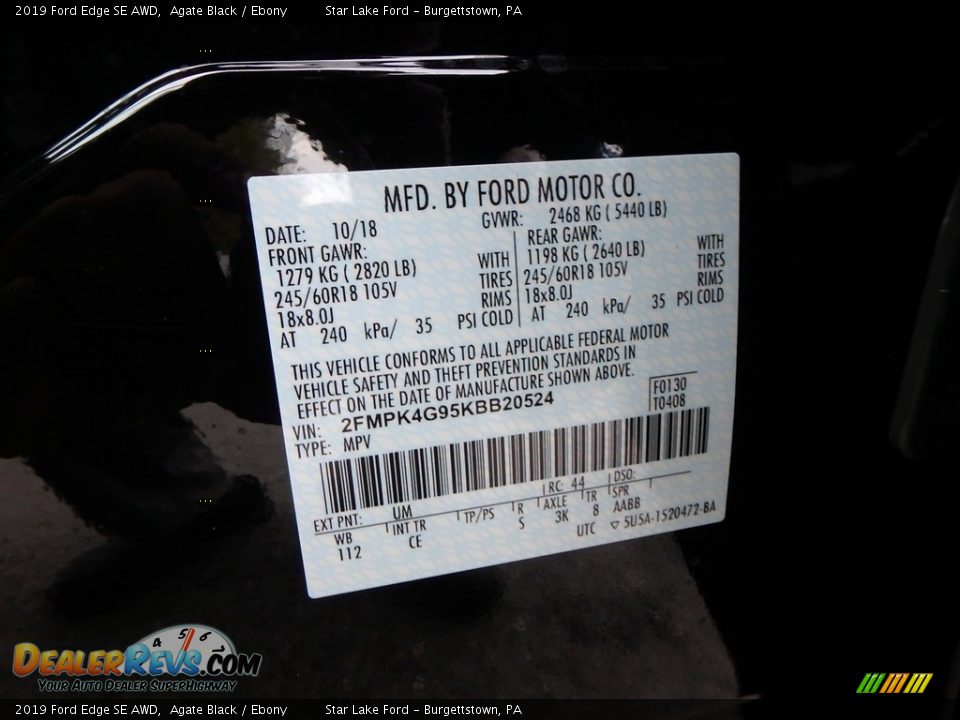 2019 Ford Edge SE AWD,  Agate Black / Ebony        Star Lake Ford - Burgettstown, PA
MFD. BY FORD MOTOR CO.
DATE: 10/18 GVWR: 2468 KG ( 5440 LB)
FRONT GAWR: REAR GAWR:
1279 KG ( 2820 LB) WITH 1198 KG ( 2640 LB) WITH
245/60R18 105V TIRES 245/60R18 105V TIRES
18x8.0J RIMS 18x8.0J RIMS
AT 240 kPa/ 35 PSI COLD AT 240 kPa/ 35 PSI COLD
THIS VEHICLE CONFORMS TO ALL APPLICABLE FEDERAL MOTOR
VEHICLE SAFETY AND THEFT PREVENTION STANDARDS IN
EFFECT ON THE DATE OF MANUFACTURE SHOWN ABOVE.
VIN: 2FMPK4G95KBB20524 F0130
TYPE: MPV T0408
EXT PNT: UM RC: 44 DSO:
WB INT TR TP/PS R AXLE TR SPR
112 CE S 3K 8 AABB
UTC ▽ 5U5A-1520472-BA
4 5 6
DEALERREVS.COM
YOUR AUTO DEALER SUPERHIGHWAY
2019 Ford Edge SE AWD,  Agate Black / Ebony        Star Lake Ford - Burgettstown, PA